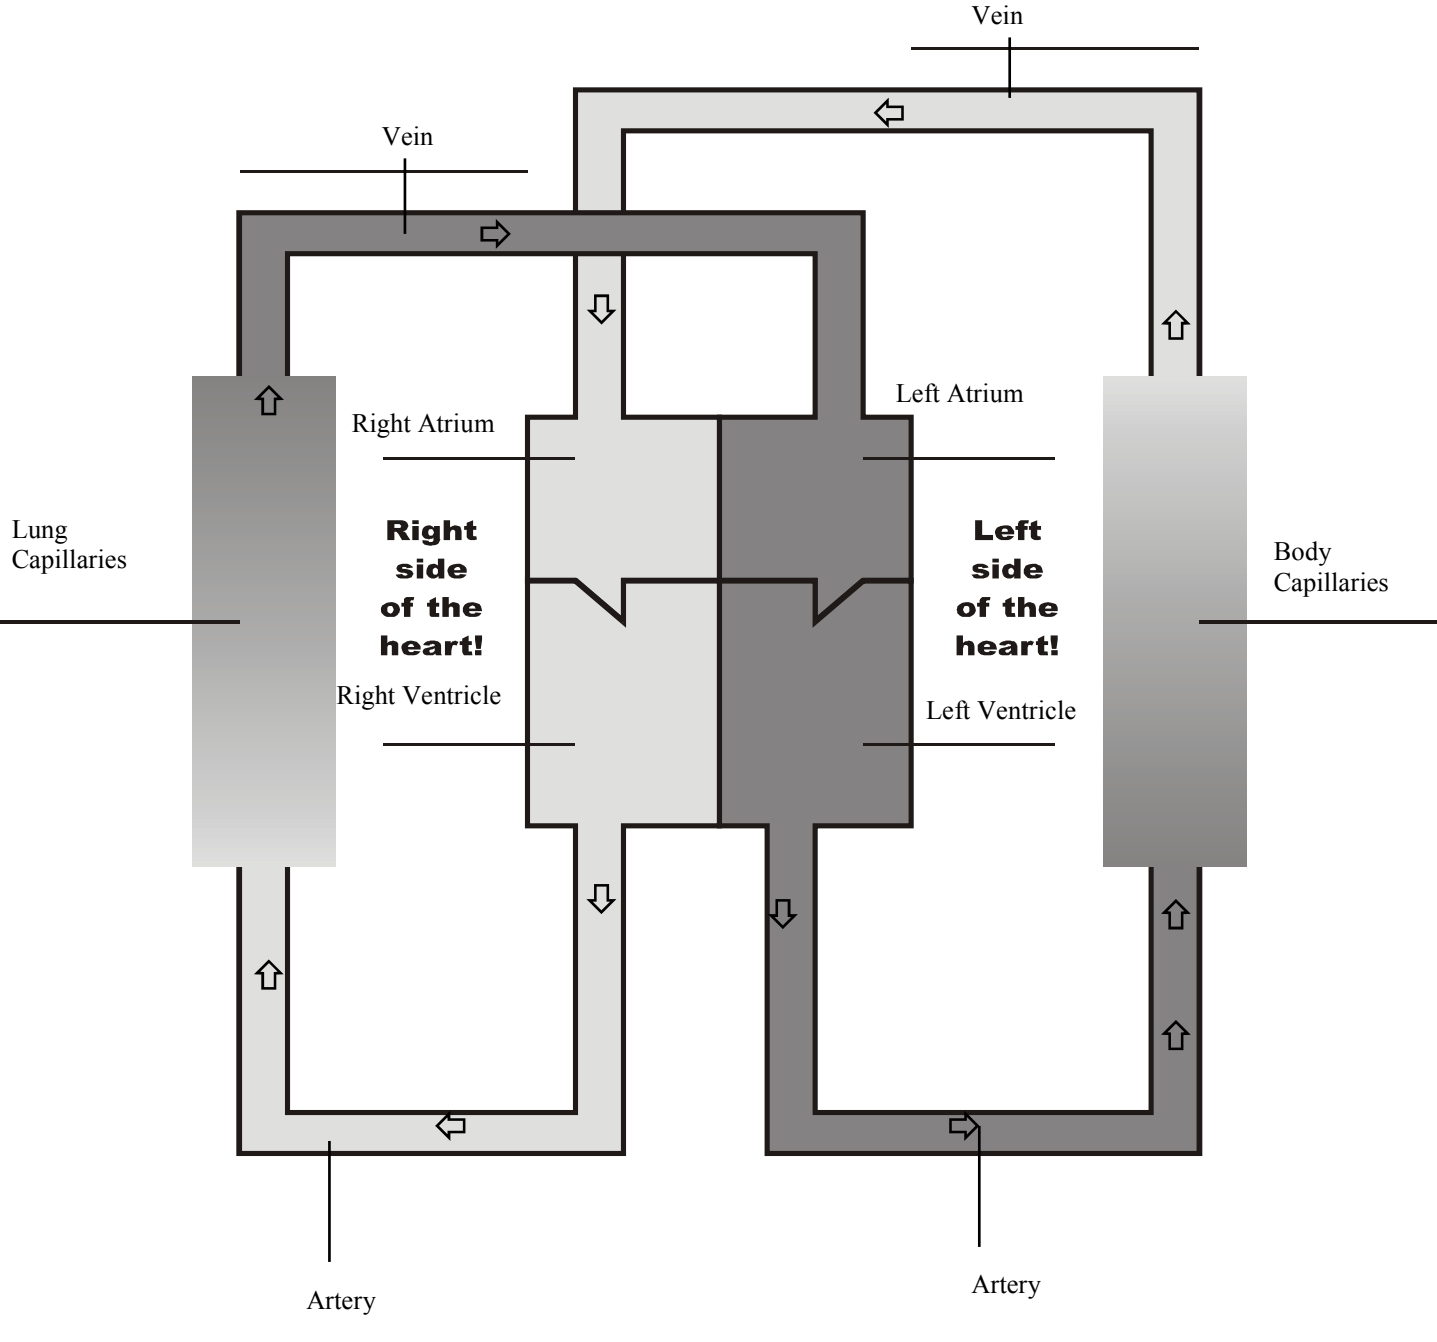 Vein
Vein
Left Atrium
Right Atrium
Right
side
of the
heart!
Left
side
of the
heart!
Lung
Capillaries
Body
Capillaries
Right Ventricle
Left Ventricle
Artery
Artery